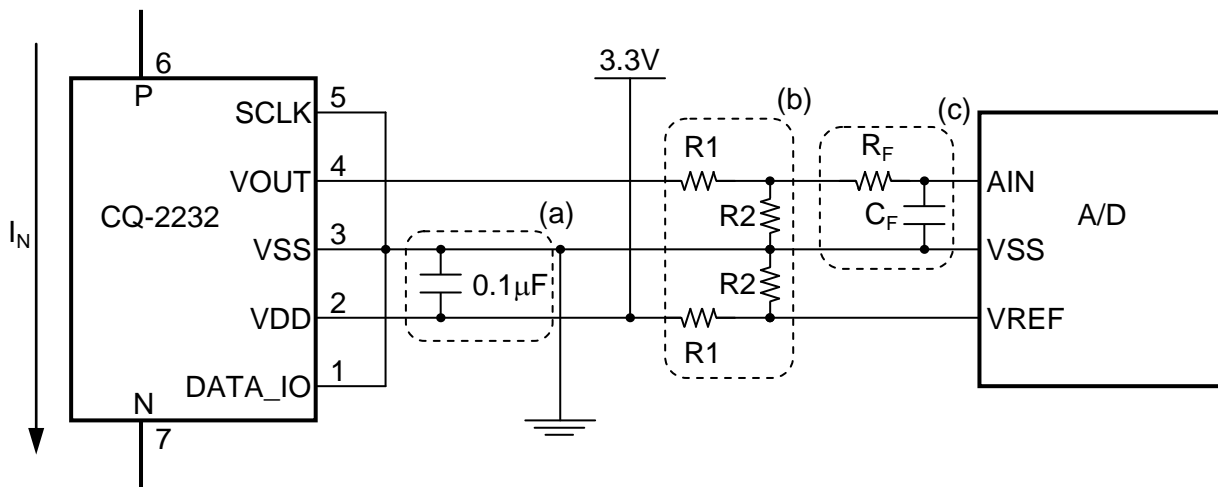 6
3.3V
P
(b)
(c)
SCLK
5
R1
RF
VOUT
4
AIN
CQ-2232
(a)
R2
CF
A/D
IN
VSS
3
VSS
0.1μF
R2
VDD
2
VREF
R1
DATA_IO
1
N
7